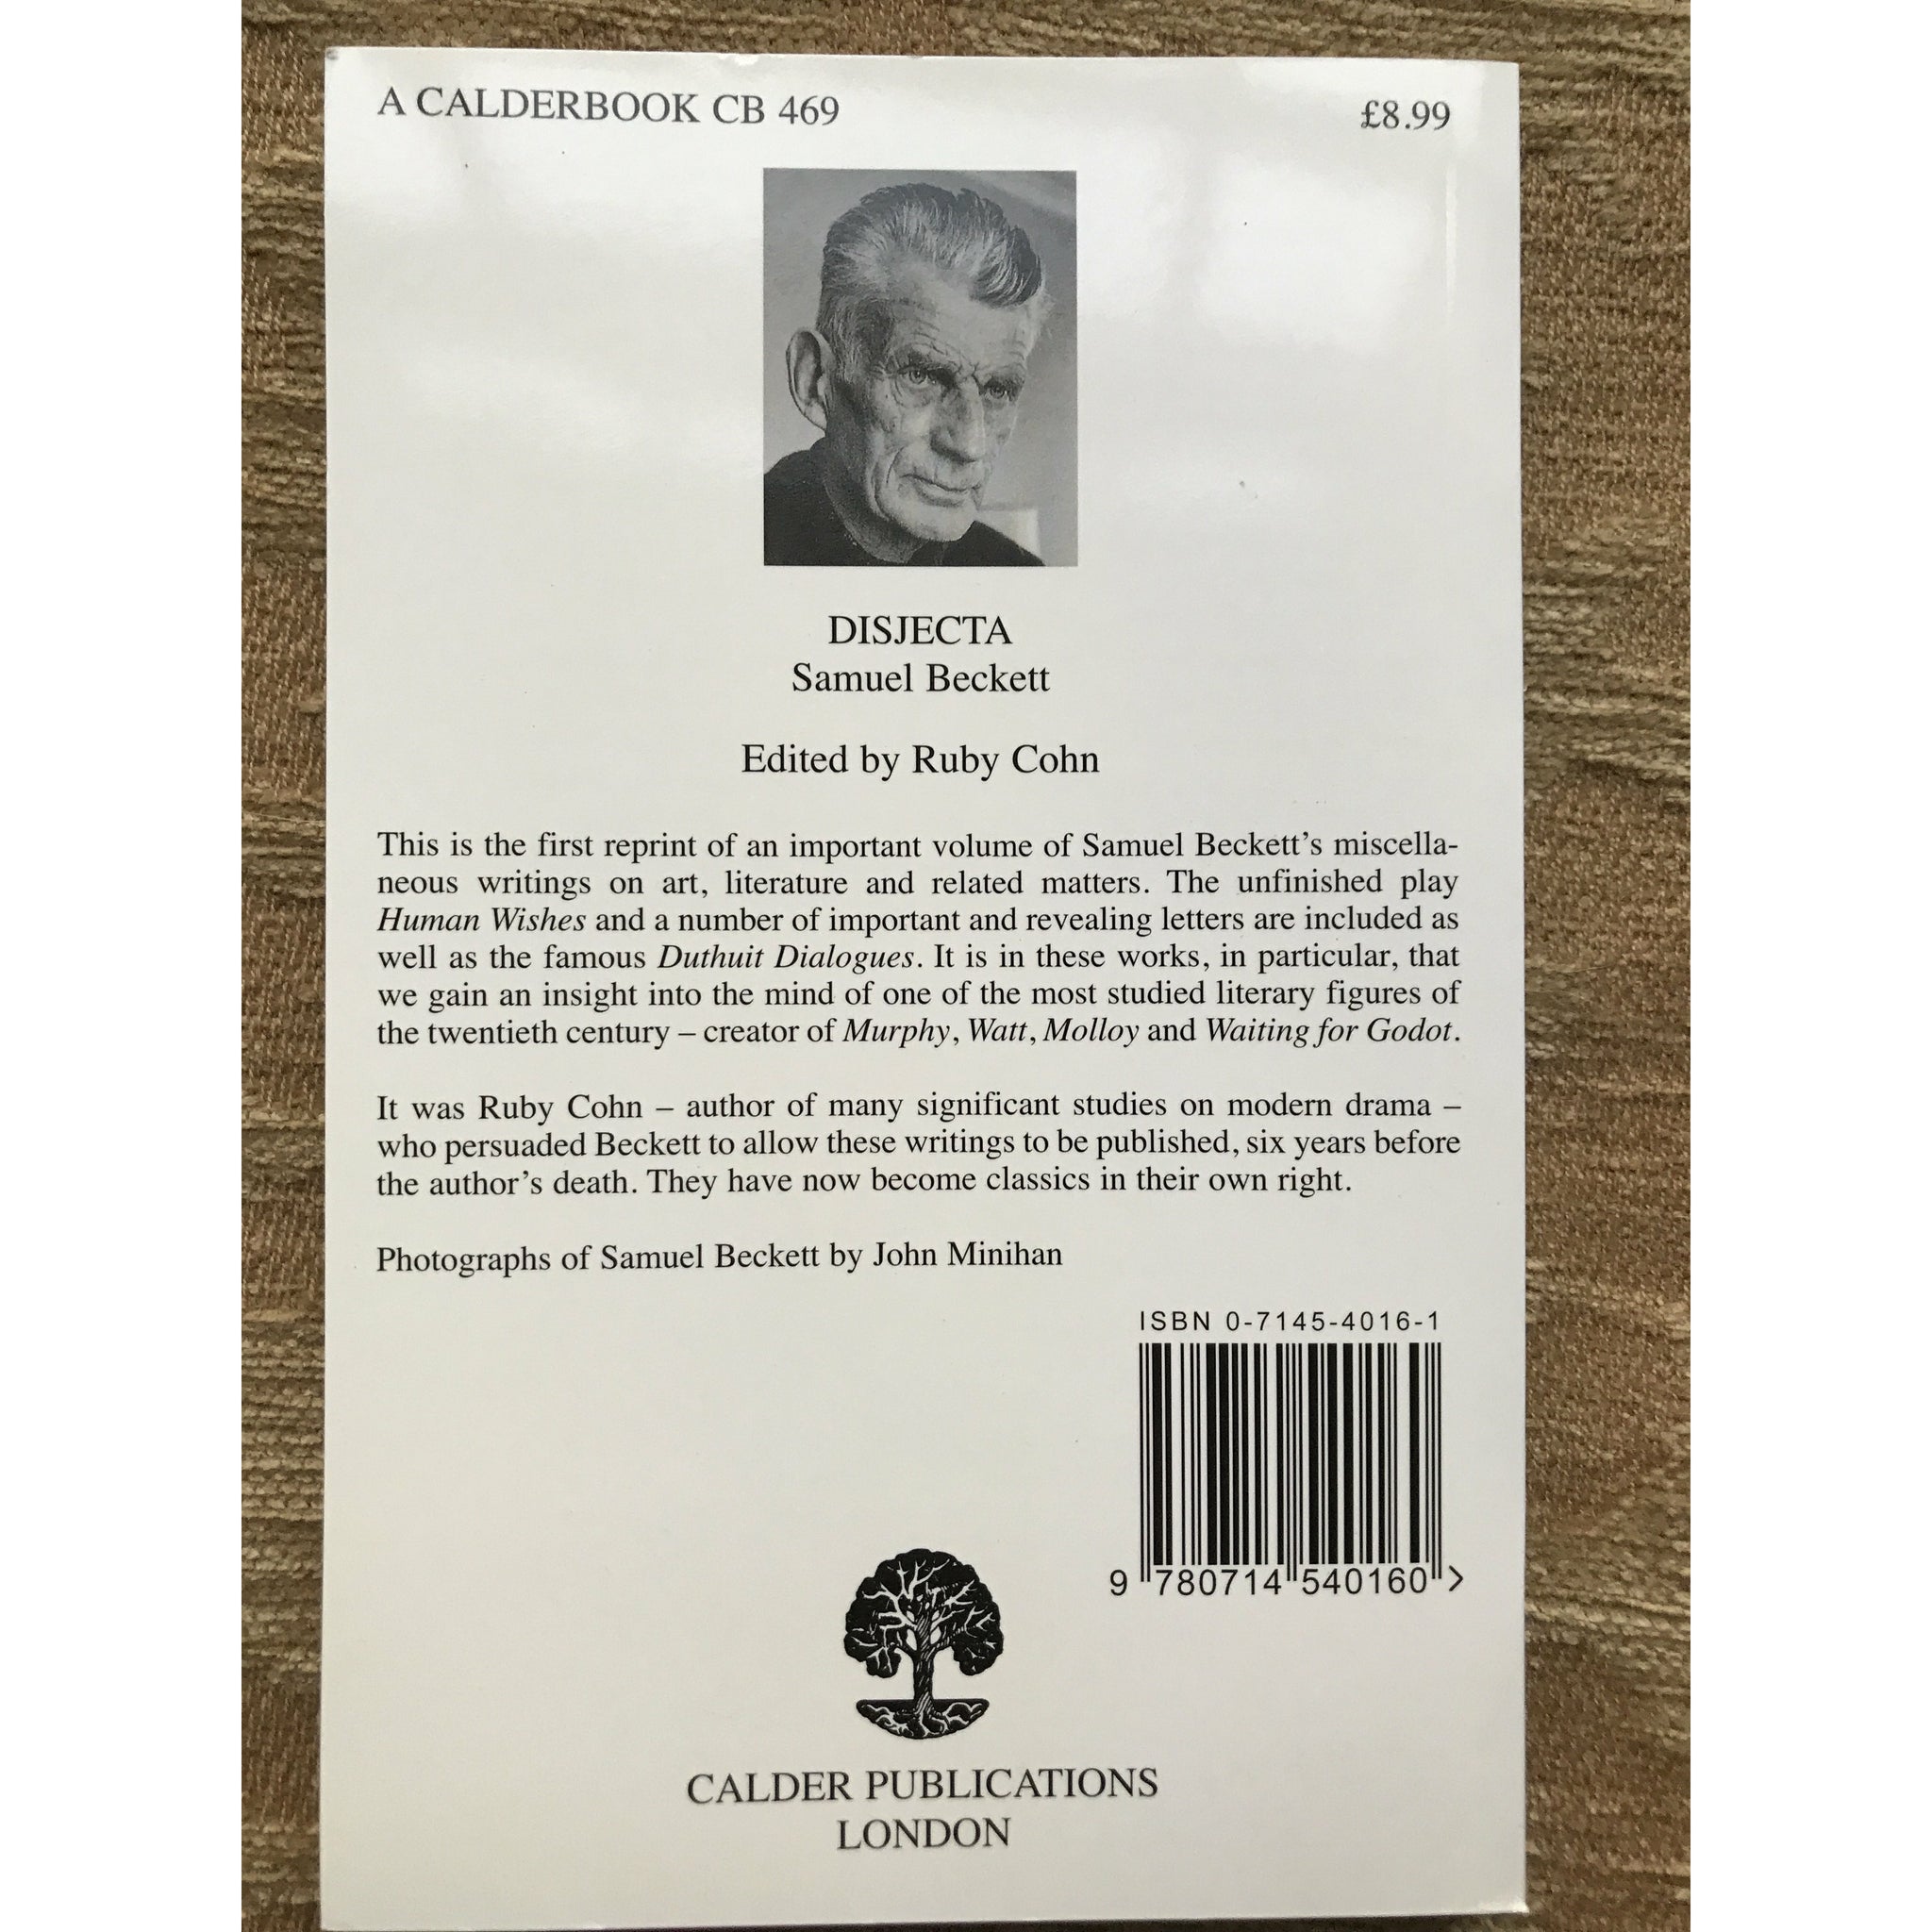 A CALDERBOOK CB 469
£8.99
DISJECTA
Samuel Beckett
Edited by Ruby Cohn
This is the first reprint of an important volume of Samuel Beckett's miscella-
neous writings on art, literature and related matters. The unfinished play
Human Wishes and a number of important and revealing letters are included as
well as the famous Duthuit Dialogues. It is in these works, in particular, that
we gain an insight into the mind of one of the most studied literary figures of
the twentieth century – creator of Murphy, Watt, Molloy and Waiting for Godot.
It was Ruby Cohn – author of many significant studies on modern drama –
who persuaded Beckett to allow these writings to be published, six years before
the author's death. They have now become classics in their own right.
Photographs of Samuel Beckett by John Minihan
ISBN 0-7145-4016-1
9 780714 540160 >
CALDER PUBLICATIONS
LONDON